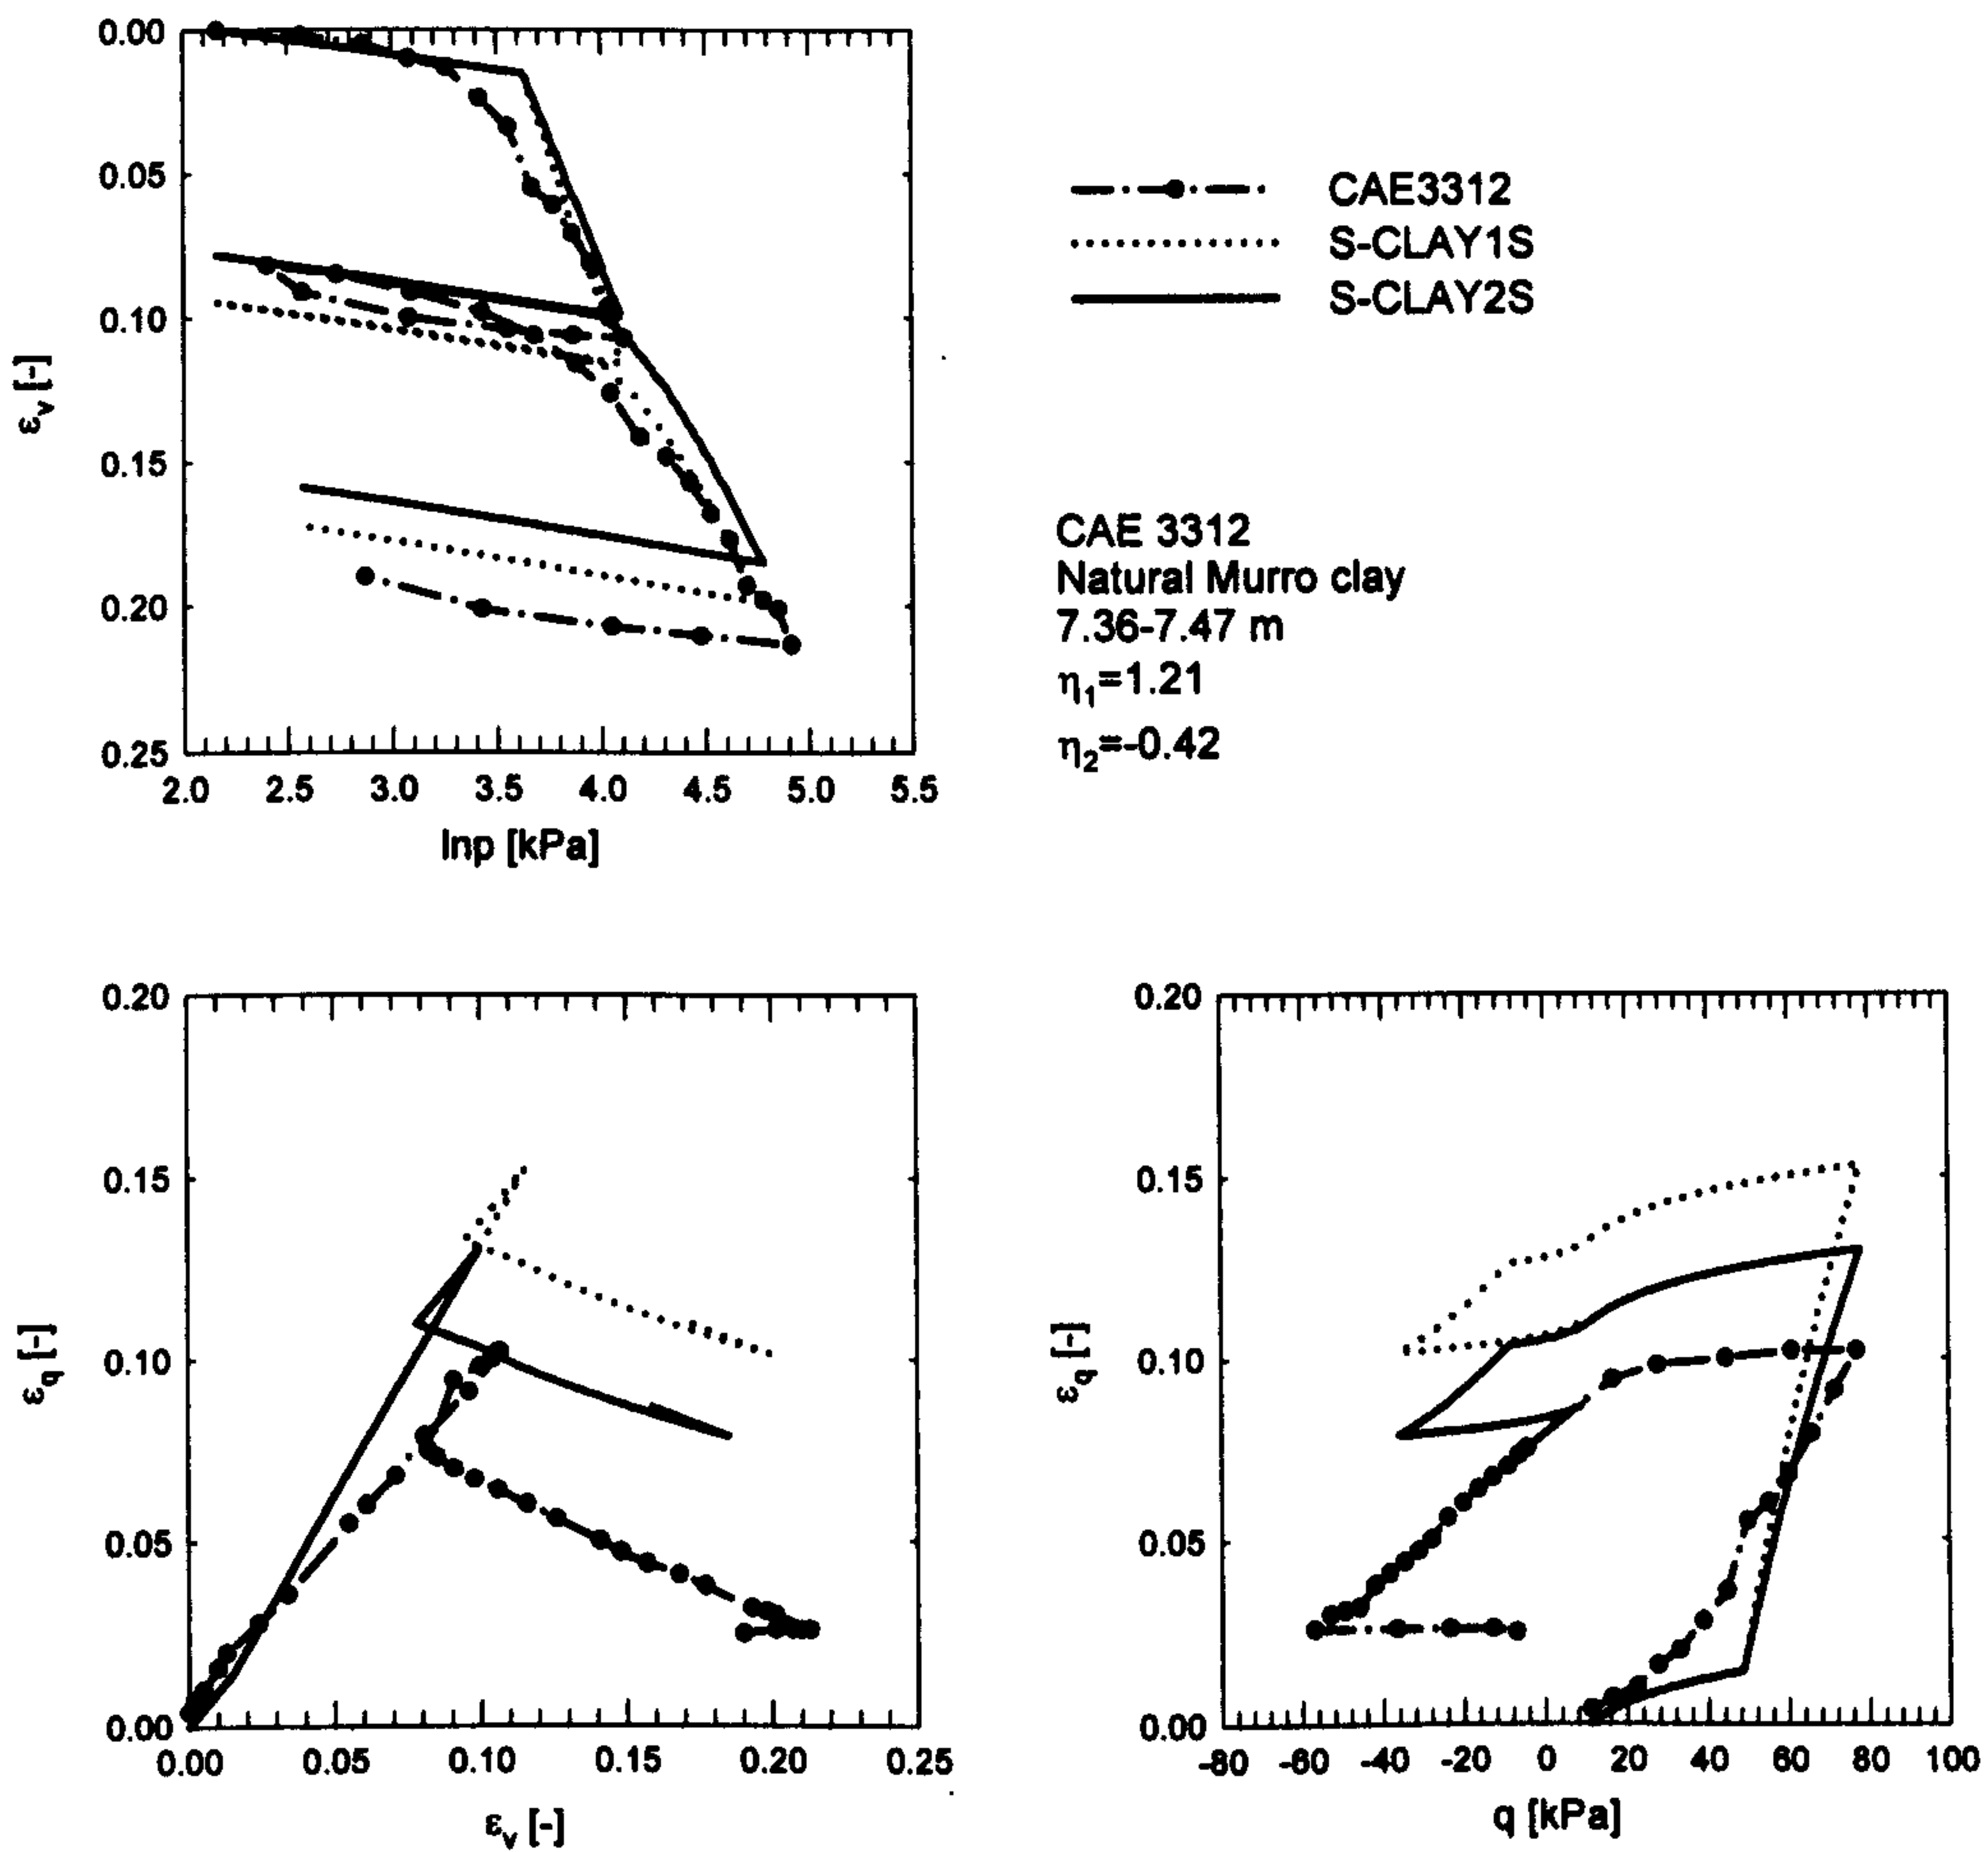 0.00
0.05
0.10
0.15
0.20
0.25
εv [-]
2.0 2.5 3.0 3.5 4.0 4.5 5.0 5.5
lnp [kPa]
CAE3312
S-CLAY1S
S-CLAY2S
CAE 3312
Natural Murro clay
7.36-7.47 m
η1=1.21
η2=-0.42
0.20
0.15
0.10
0.05
0.00
εq [-]
0.00 0.05 0.10 0.15 0.20 0.25
εv [-]
0.20
0.15
0.10
0.05
0.00
εq [-]
-80 -60 -40 -20 0 20 40 60 80 100
q [kPa]